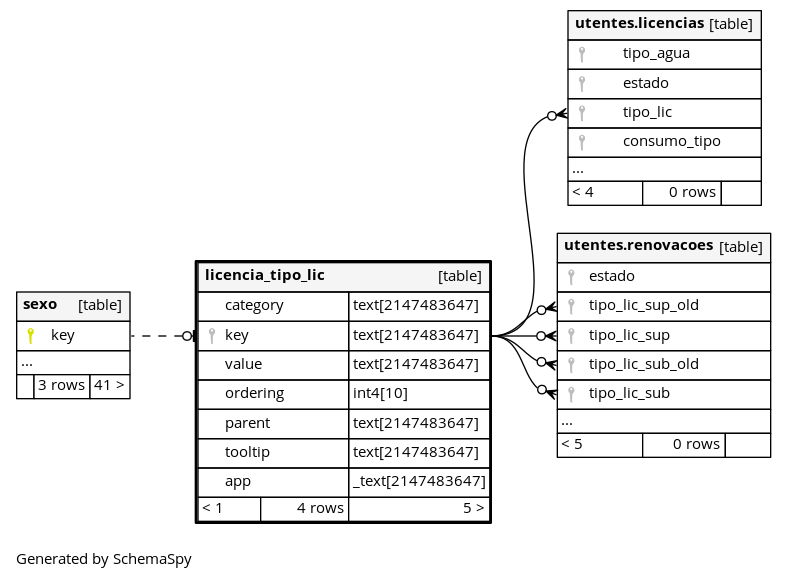 utentes.licencias [table]
tipo_agua
estado
tipo_lic
consumo_tipo
...
< 4 0 rows
utentes.renovacoes [table]
estado
tipo_lic_sup_old
tipo_lic_sup
tipo_lic_sub_old
tipo_lic_sub
...
< 5 0 rows
licencia_tipo_lic [table]
category text[2147483647]
key text[2147483647]
value text[2147483647]
ordering int4[10]
parent text[2147483647]
tooltip text[2147483647]
app _text[2147483647]
< 1 4 rows 5 >
sexo [table]
key
...
3 rows 41 >
Generated by SchemaSpy